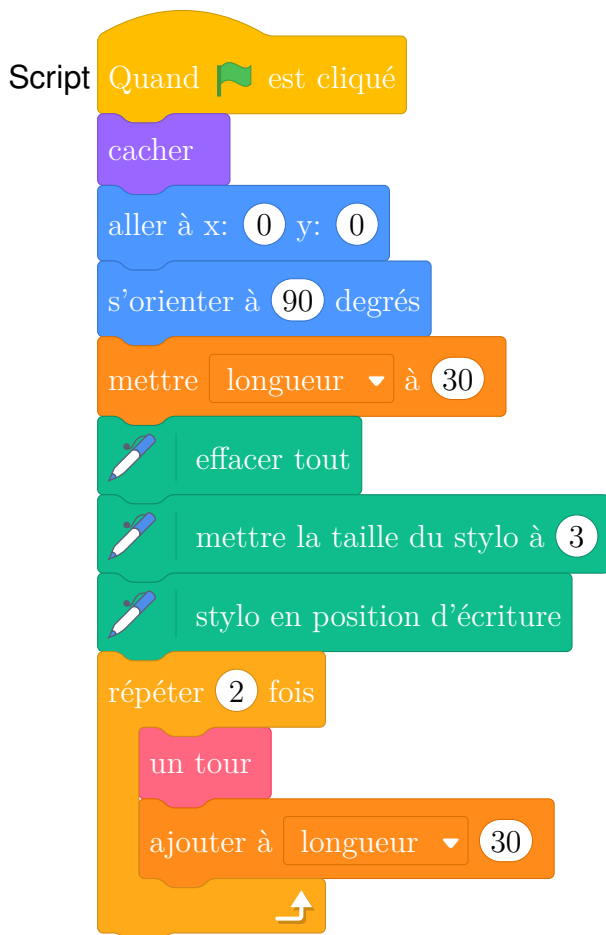 Script Quand est cliqué
cacher
aller à x: 0 y: 0
s'orienter à 90 degrés
mettre longueur à 30
effacer tout
mettre la taille du stylo à 3
stylo en position d'écriture
répéter 2 fois
un tour
ajouter à longueur 30